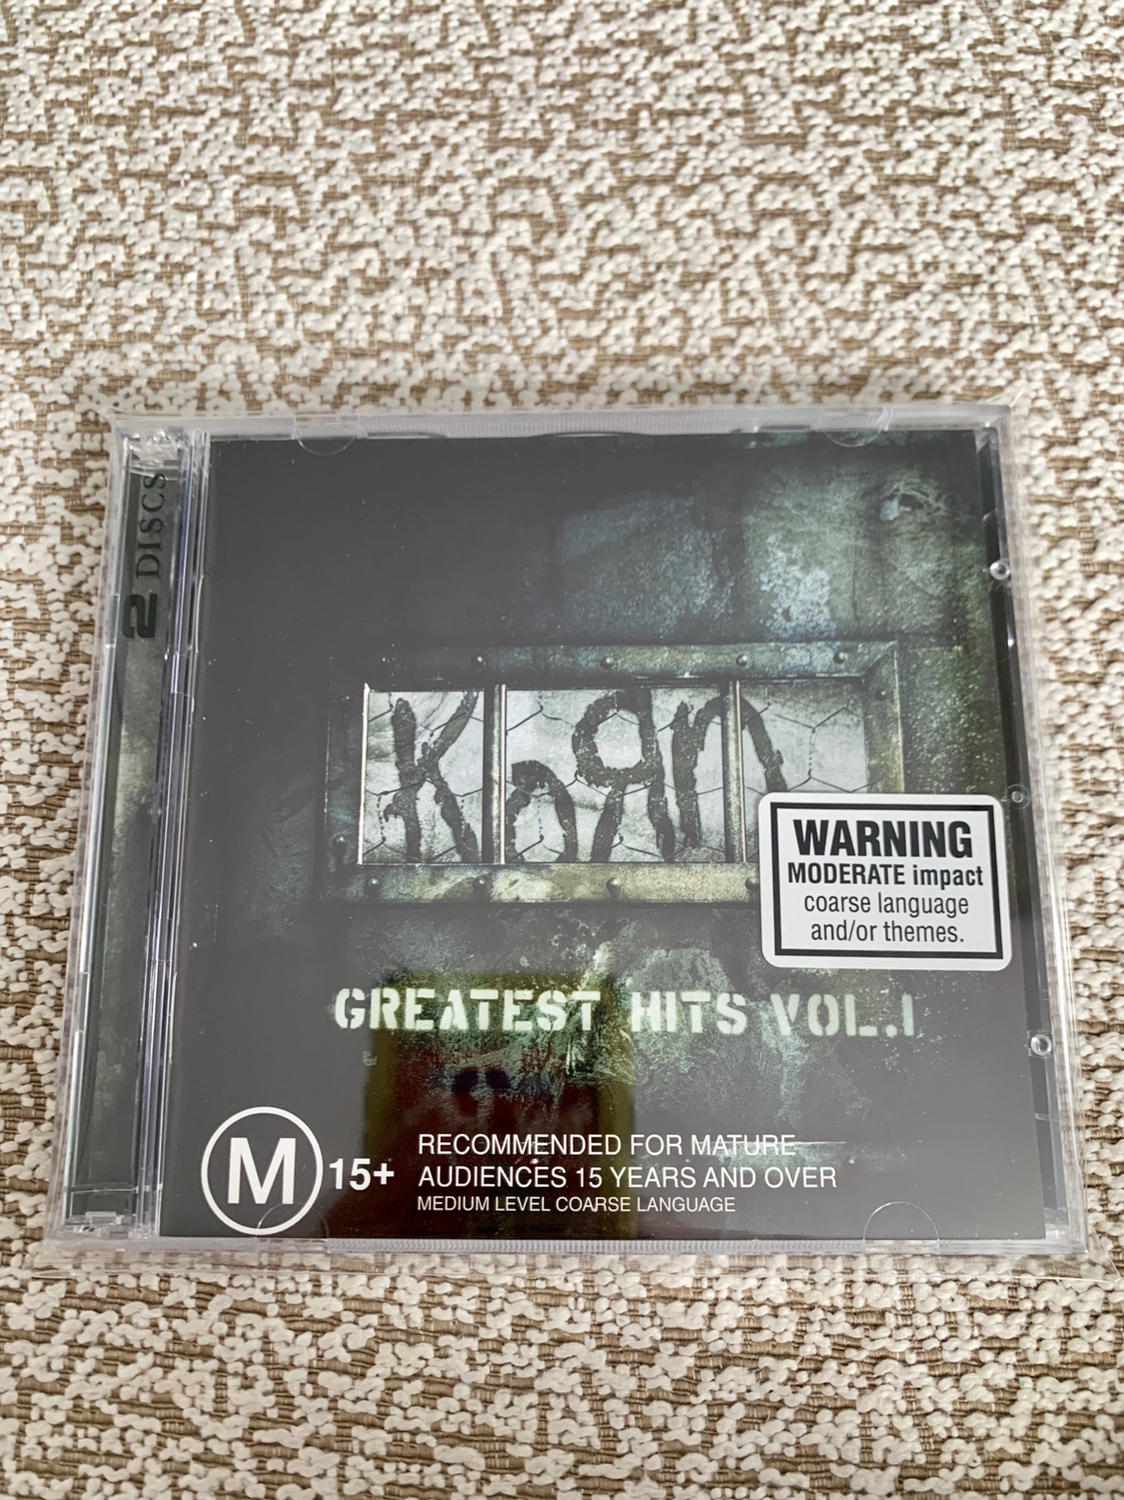 2 DISCS
KoRn
WARNING
MODERATE impact
coarse language
and/or themes.
GREATEST HITS VOL.1
M 15+
RECOMMENDED FOR MATURE
AUDIENCES 15 YEARS AND OVER
MEDIUM LEVEL COARSE LANGUAGE